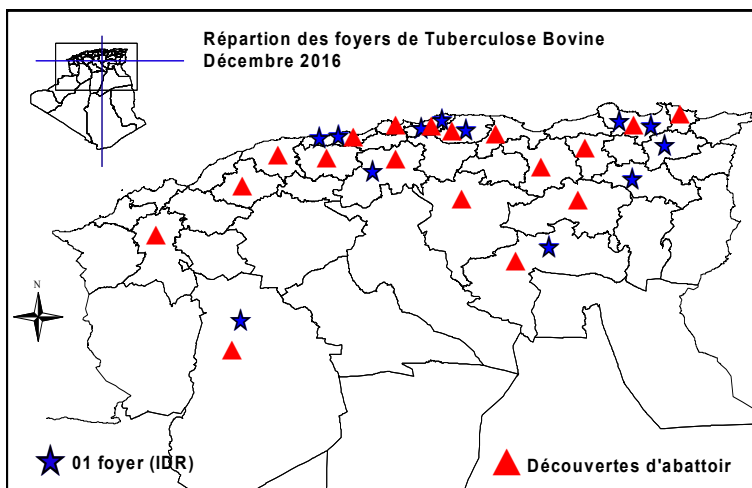 Répartion des foyers de Tuberculose Bovine
Décembre 2016
N
01 foyer (IDR)
Découvertes d'abattoir